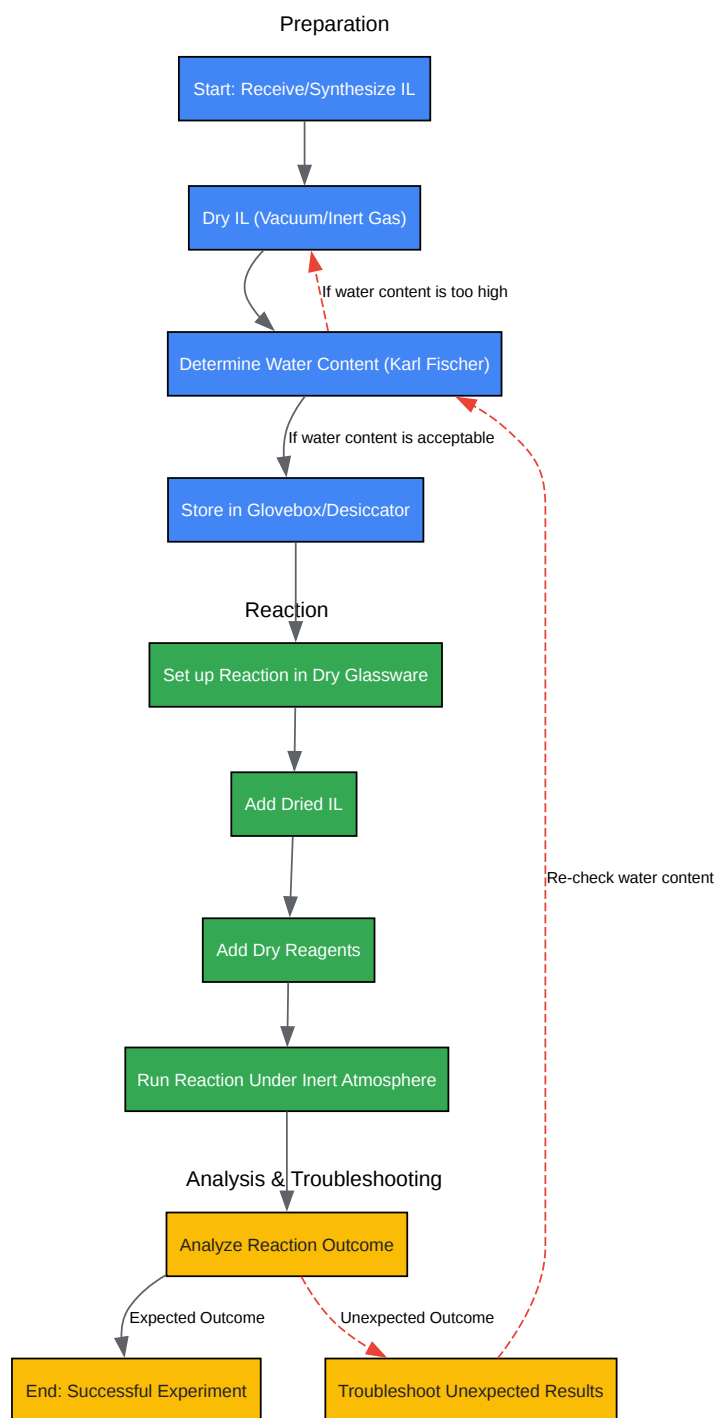 Preparation
Start: Receive/Synthesize IL
Dry IL (Vacuum/Inert Gas)
If water content is too high
Determine Water Content (Karl Fischer)
If water content is acceptable
Store in Glovebox/Desiccator
Reaction
Set up Reaction in Dry Glassware
Add Dried IL
Re-check water content
Add Dry Reagents
Run Reaction Under Inert Atmosphere
Analysis & Troubleshooting
Analyze Reaction Outcome
Expected Outcome
Unexpected Outcome
End: Successful Experiment
Troubleshoot Unexpected Results